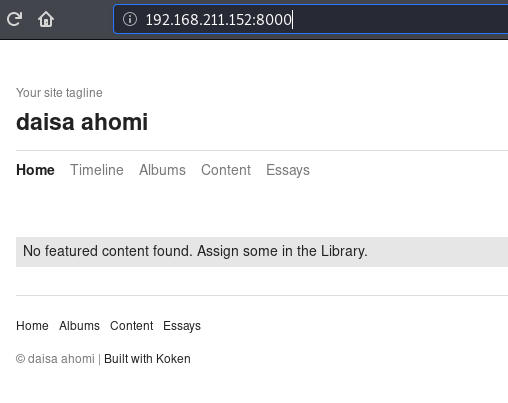 192.168.211.152:8000
Your site tagline
daisa ahomi
Home Timeline Albums Content Essays
No featured content found. Assign some in the Library.
Home Albums Content Essays
© daisa ahomi | Built with Koken